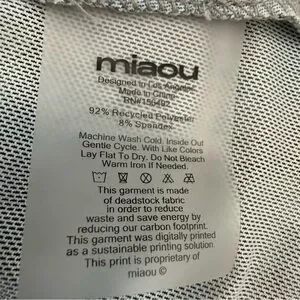 miaou
Designed in Los Angeles
Made in China
RN#156497
92% Recycled Polyester
8% Spandex
Machine Wash Cold. Inside Out
Gentle Cycle. With Like Colors
Lay Flat To Dry. Do Not Bleach
Warm Iron If Needed.
This garment is made
of deadstock fabric
in order to reduce
waste and save energy by
reducing our carbon footprint.
This garment was digitally printed
as a sustainable printing solution.
This print is proprietary of
miaou ©